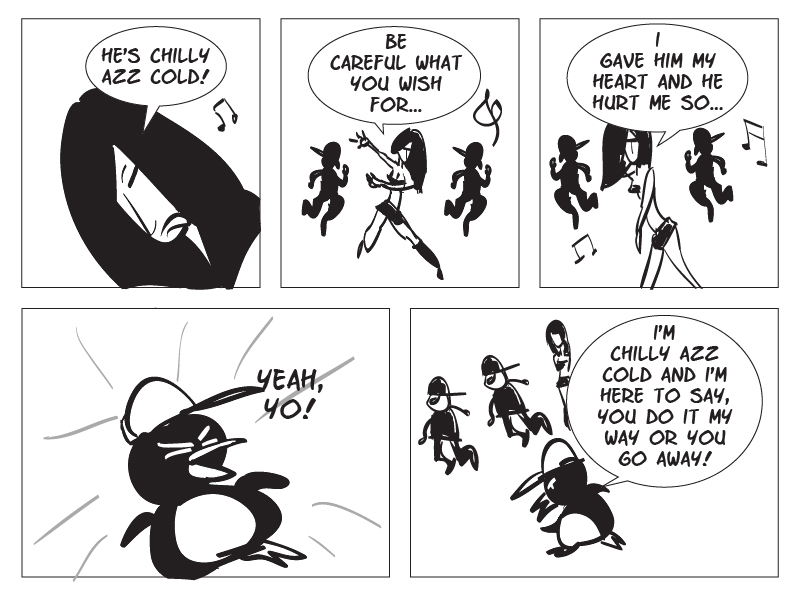 HE'S CHILLY
AZZ COLD!
BE
CAREFUL WHAT
YOU WISH
FOR...
I
GAVE HIM MY
HEART AND HE
HURT ME SO...
YEAH,
YO!
I'M
CHILLY AZZ
COLD AND I'M
HERE TO SAY,
YOU DO IT MY
WAY OR YOU
GO AWAY!